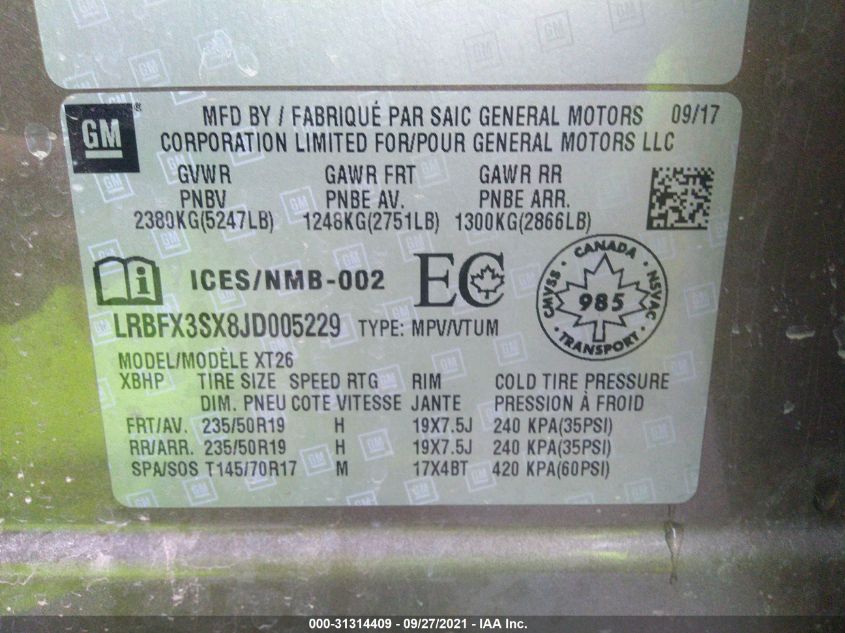 GM
MFD BY / FABRIQUÉ PAR SAIC GENERAL MOTORS 09/17
CORPORATION LIMITED FOR/POUR GENERAL MOTORS LLC
GVWR GAWR FRT GAWR RR
PNBV PNBE AV. PNBE ARR.
2380KG(5247LB) 1248KG(2751LB) 1300KG(2866LB)
ICES/NMB-002 EC
CANADA
CMVSS 985 NSVAC
TRANSPORT
LRBFX3SX8JD005229 TYPE: MPV/VTUM
MODEL/MODÈLE XT26
XBHP TIRE SIZE SPEED RTG RIM COLD TIRE PRESSURE
DIM. PNEU COTE VITESSE JANTE PRESSION À FROID
FRT/AV. 235/50R19 H 19X7.5J 240 KPA(35PSI)
RR/ARR. 235/50R19 H 19X7.5J 240 KPA(35PSI)
SPA/SOS T145/70R17 M 17X4BT 420 KPA(60PSI)
000-31314409 - 09/27/2021 - IAA Inc.